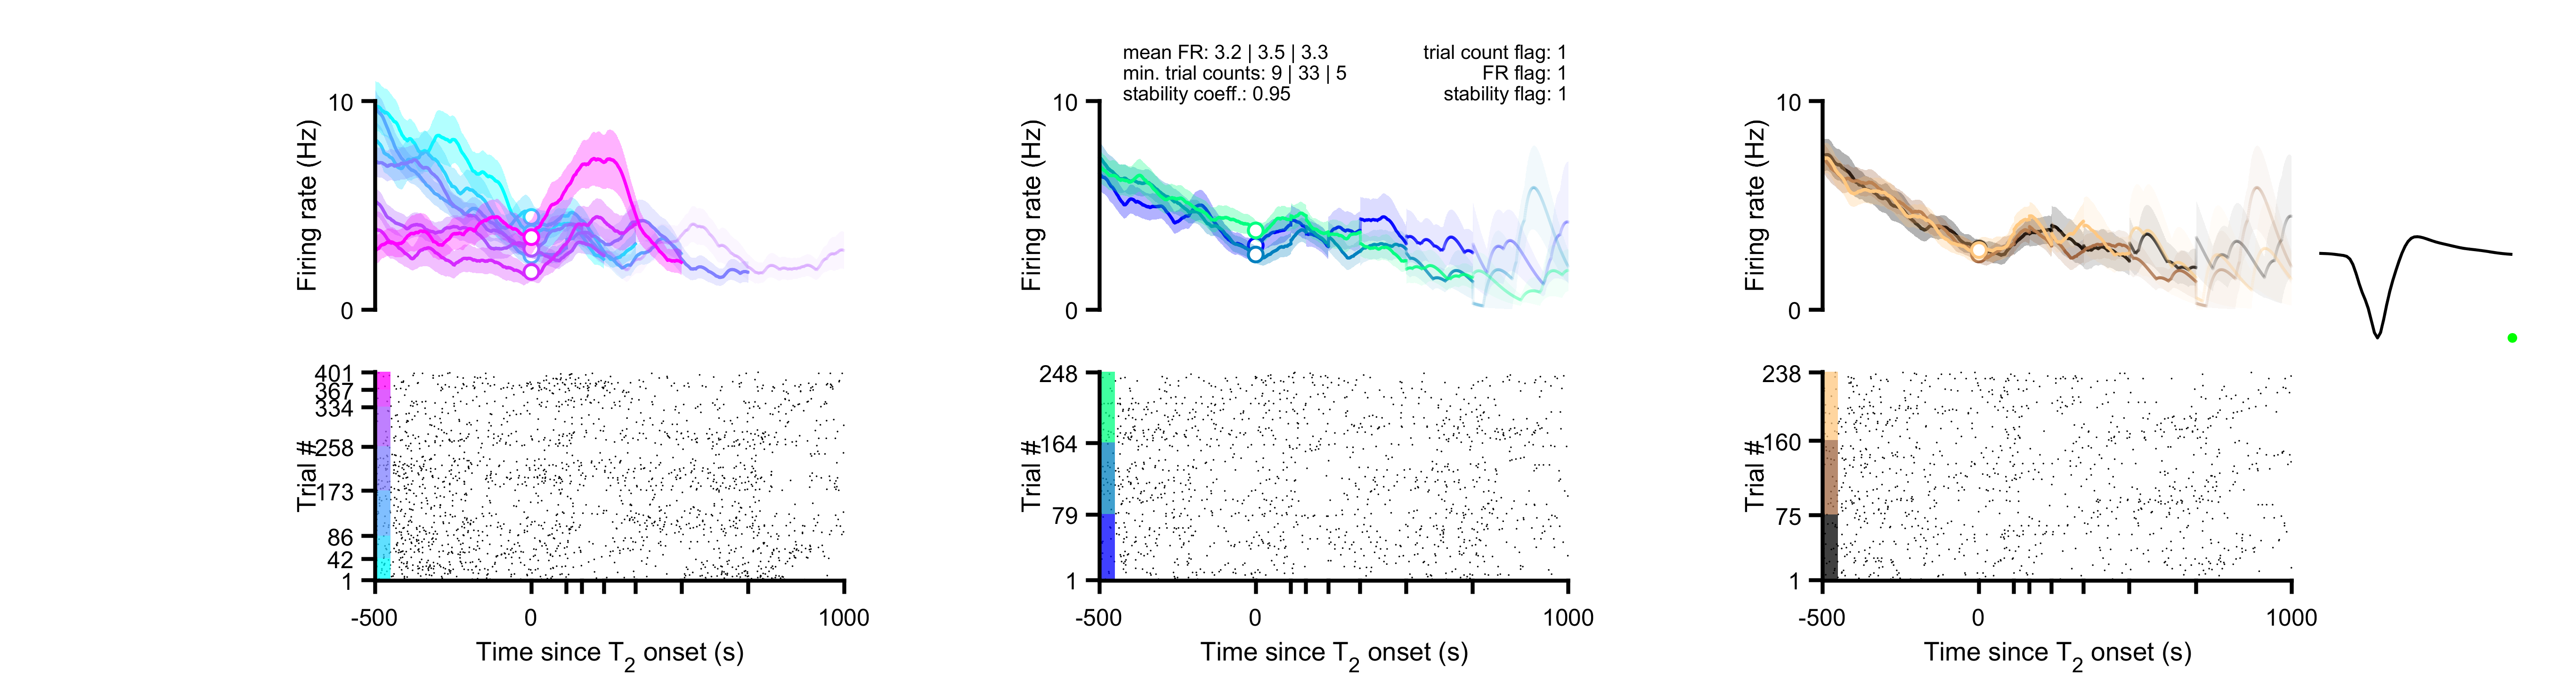 mean FR: 3.2 | 3.5 | 3.3
min. trial counts: 9 | 33 | 5
stability coeff.: 0.95
trial count flag: 1
FR flag: 1
stability flag: 1
Firing rate (Hz)
10
0
Firing rate (Hz)
10
0
Firing rate (Hz)
10
0
Trial #
401
367
334
258
173
86
42
1
-500
0
1000
Time since T2 onset (s)
Trial #
248
164
79
1
-500
0
1000
Time since T2 onset (s)
Trial #
238
160
75
1
-500
0
1000
Time since T2 onset (s)